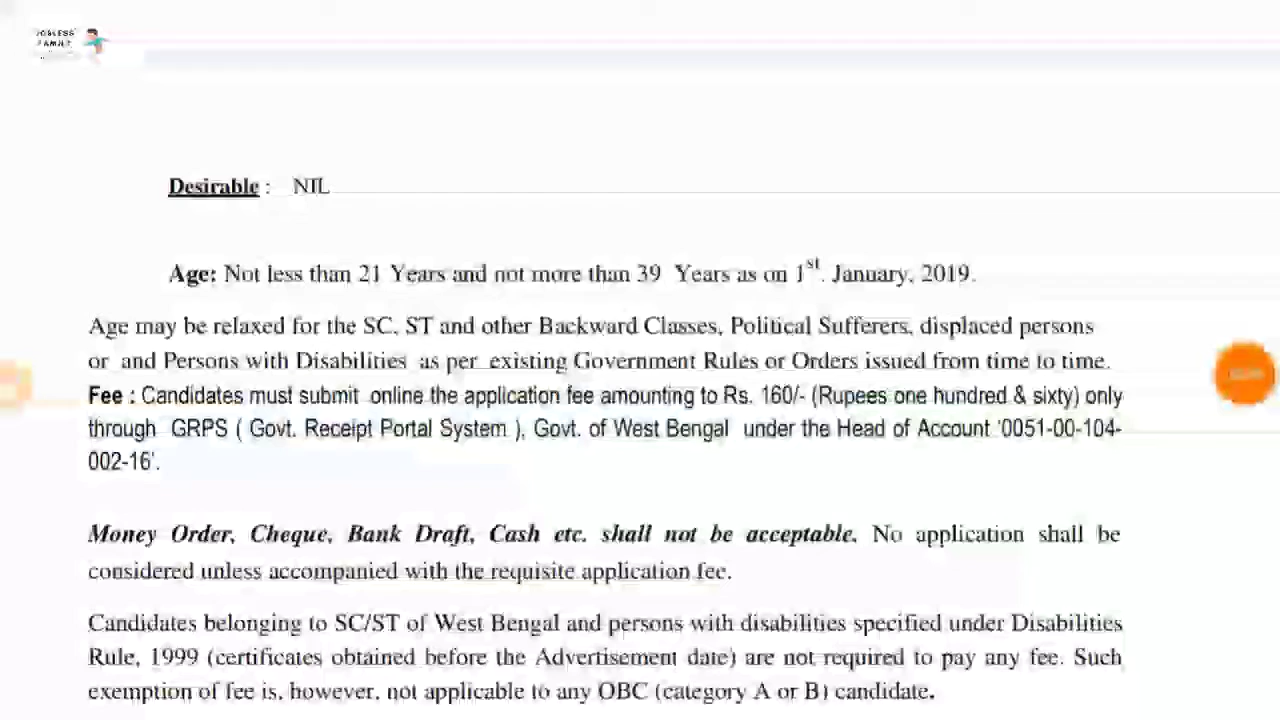 JOBLESS
FAMILY
Desirable : NIL
Age: Not less than 21 Years and not more than 39 Years as on 1st. January, 2019.
Age may be relaxed for the SC, ST and other Backward Classes, Political Sufferers, displaced persons
or and Persons with Disabilities as per existing Government Rules or Orders issued from time to time.
Fee : Candidates must submit online the application fee amounting to Rs. 160/- (Rupees one hundred & sixty) only
through GRPS ( Govt. Receipt Portal System ), Govt. of West Bengal under the Head of Account '0051-00-104-
002-16'.
Money Order, Cheque, Bank Draft, Cash etc. shall not be acceptable. No application shall be
considered unless accompanied with the requisite application fee.
Candidates belonging to SC/ST of West Bengal and persons with disabilities specified under Disabilities
Rule, 1999 (certificates obtained before the Advertisement date) are not required to pay any fee. Such
exemption of fee is, however, not applicable to any OBC (category A or B) candidate.